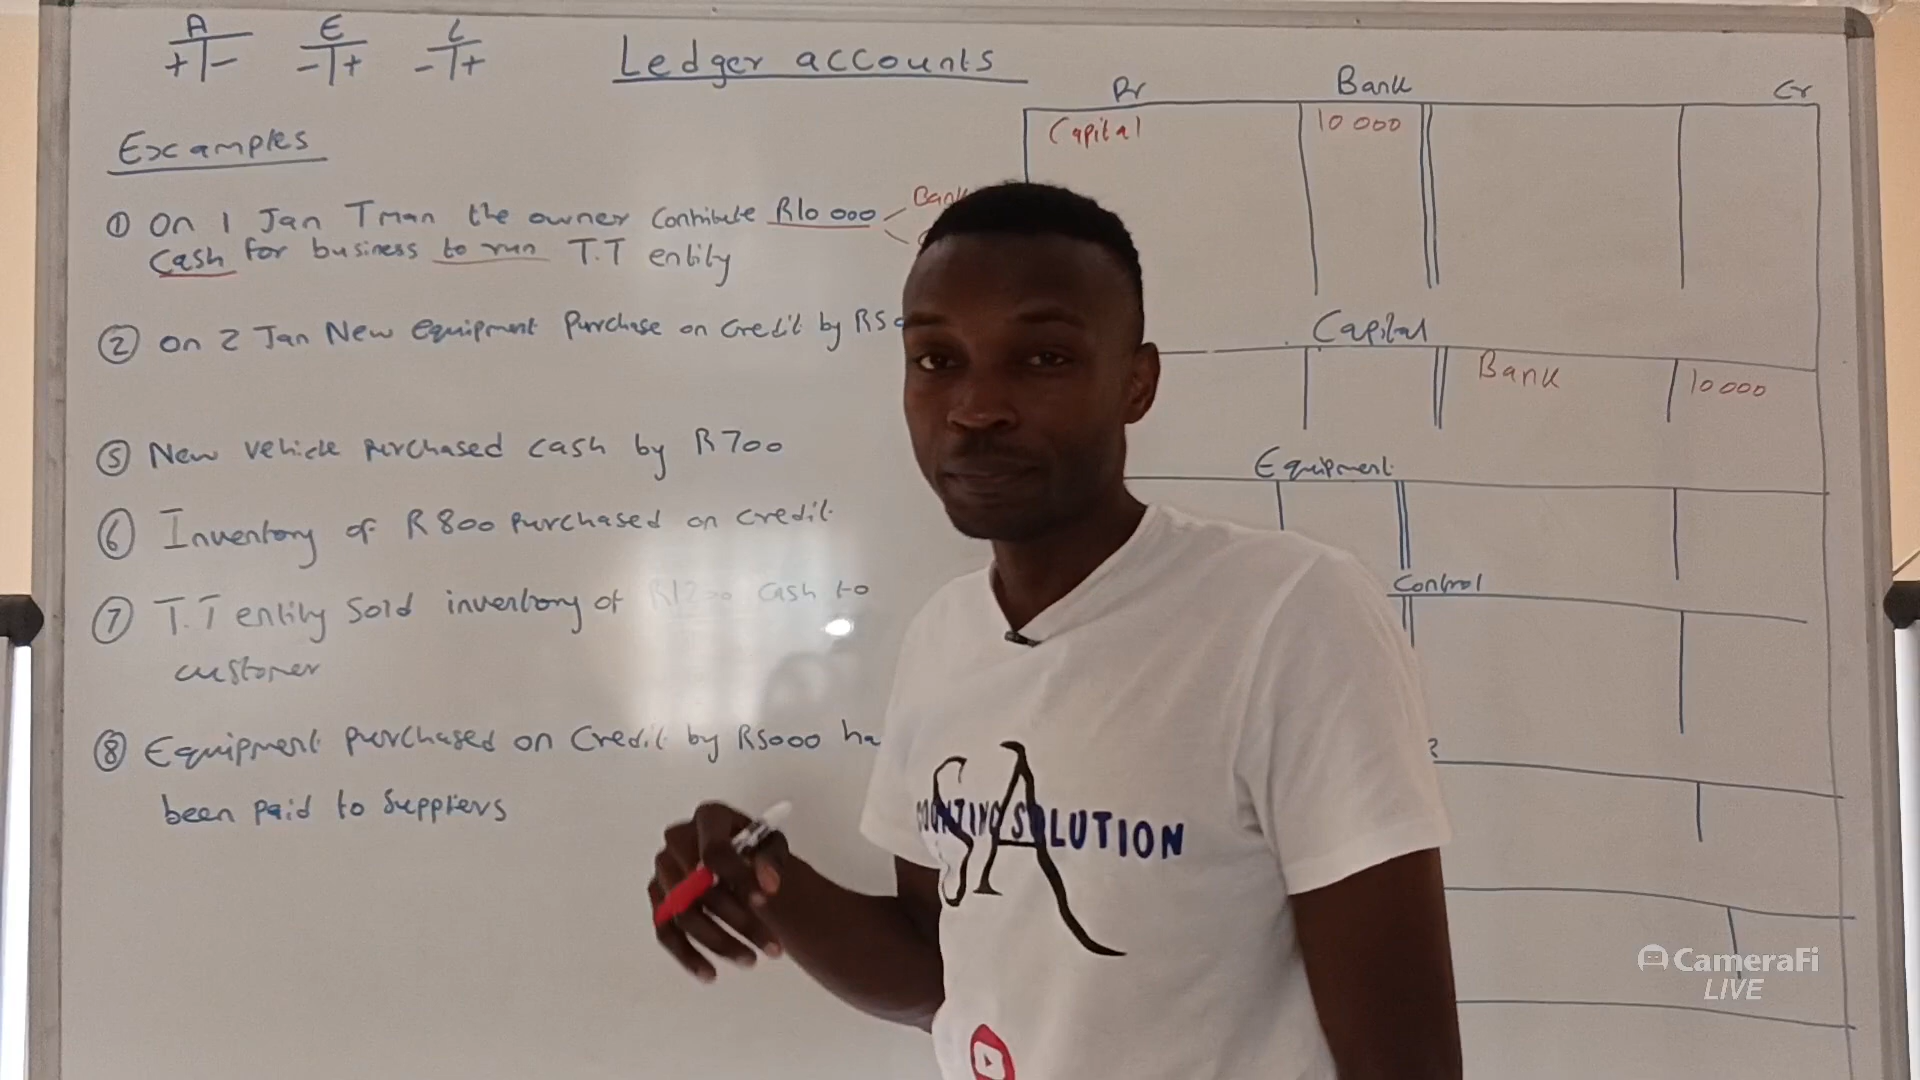 A E L
+ - - + - +
Ledger accounts
Dr Bank Cr
Capital 10 000
Examples
① On 1 Jan Tman the owner Contribute R10 000 Bank
Cash for business to run T.T entity
② on 2 Jan New equipment Purchase on credit by
Capital
Bank 10 000
⑤ New vehicle purchased cash by R700
Equipment
⑥ Inventory of R800 purchased on credit
Control
⑦ T.T entity Sold inventory of R1200 cash to
customer
⑧ Equipment purchased on Credit by R5000
been paid to Suppliers
SA
SOLUTION
CameraFi
LIVE